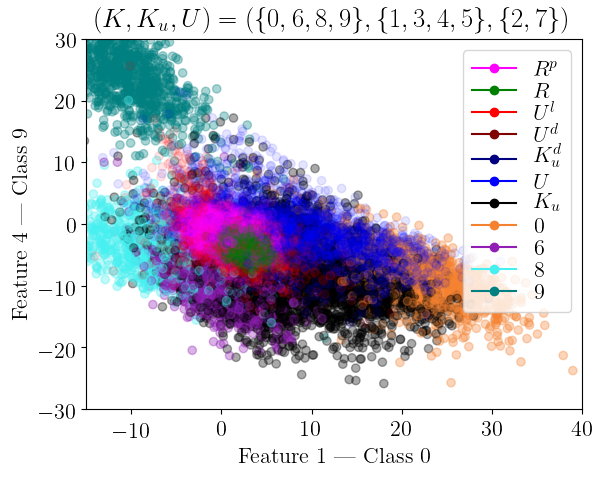 (K, K_u, U) = ({0, 6, 8, 9}, {1, 3, 4, 5}, {2, 7})
30
20
10
0
−10
−20
−30
Feature 4 — Class 9
R^p
R
U^l
U^d
K_u^d
U
K_u
0
6
8
9
−10
0
10
20
30
40
Feature 1 — Class 0